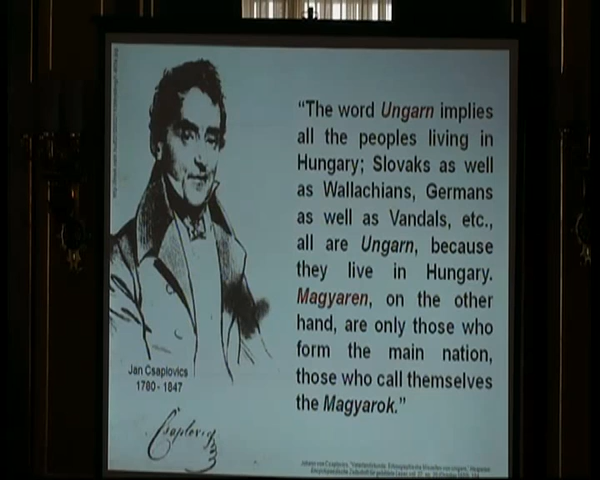 “The word Ungarn implies
all the peoples living in
Hungary; Slovaks as well
as Wallachians, Germans
as well as Vandals, etc.,
all are Ungarn, because
they live in Hungary.
Magyaren, on the other
hand, are only those who
form the main nation,
those who call themselves
the Magyarok.”
Jan Csaplovics
1780 - 1847